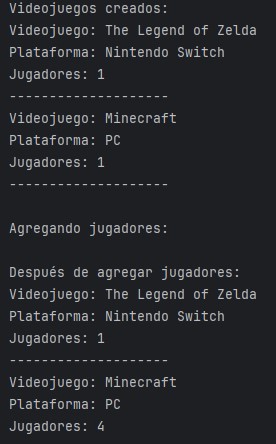 Videojuegos creados:
Videojuego: The Legend of Zelda
Plataforma: Nintendo Switch
Jugadores: 1
--------------------
Videojuego: Minecraft
Plataforma: PC
Jugadores: 1
--------------------
Agregando jugadores:
Después de agregar jugadores:
Videojuego: The Legend of Zelda
Plataforma: Nintendo Switch
Jugadores: 1
--------------------
Videojuego: Minecraft
Plataforma: PC
Jugadores: 4